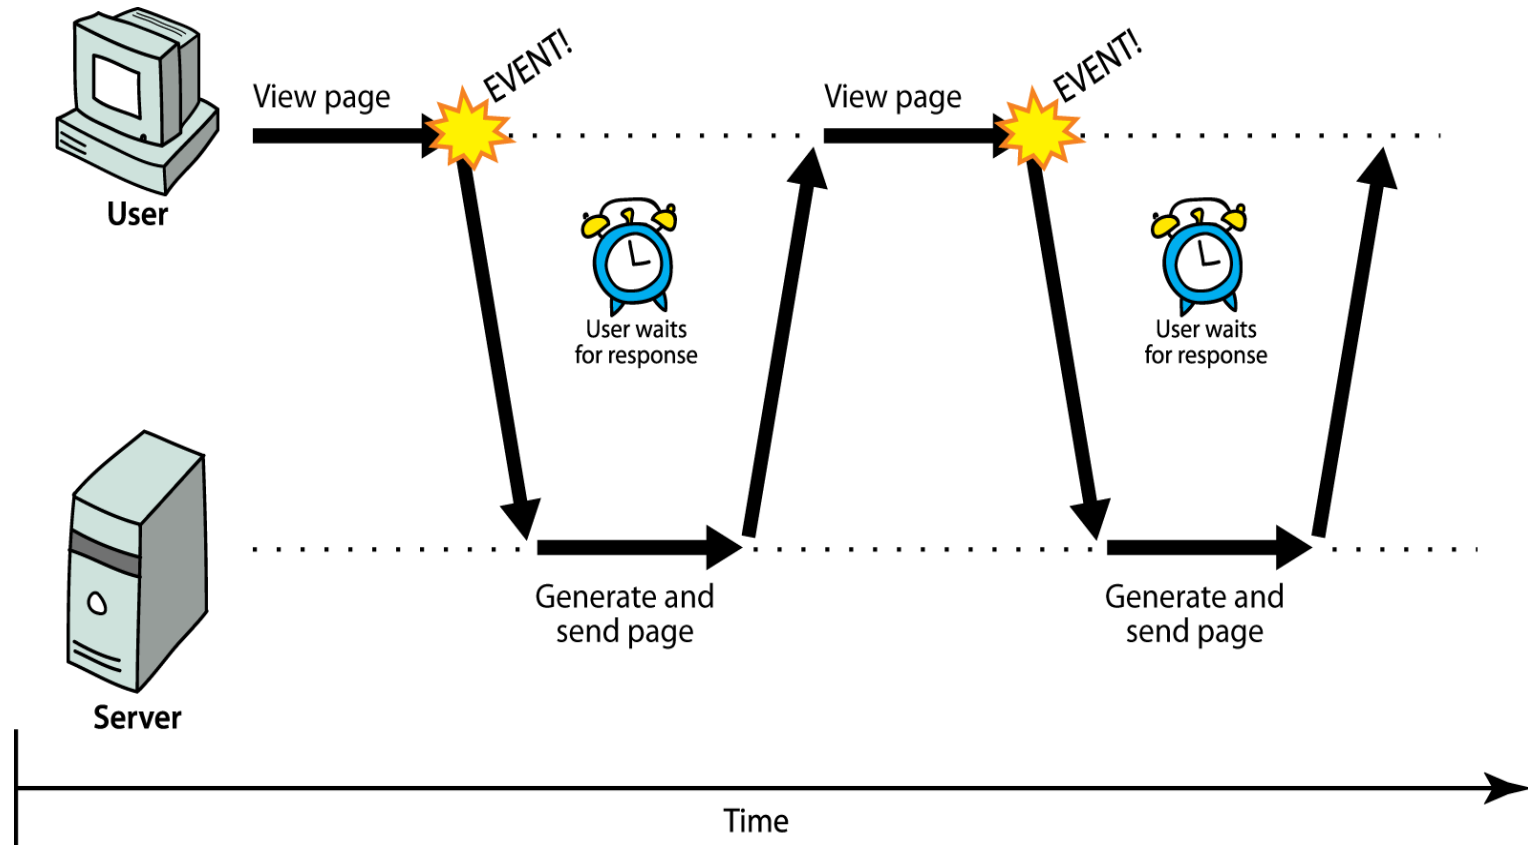 View page
EVENT!
View page
EVENT!
User
User waits
for response
User waits
for response
Generate and
send page
Generate and
send page
Server
Time